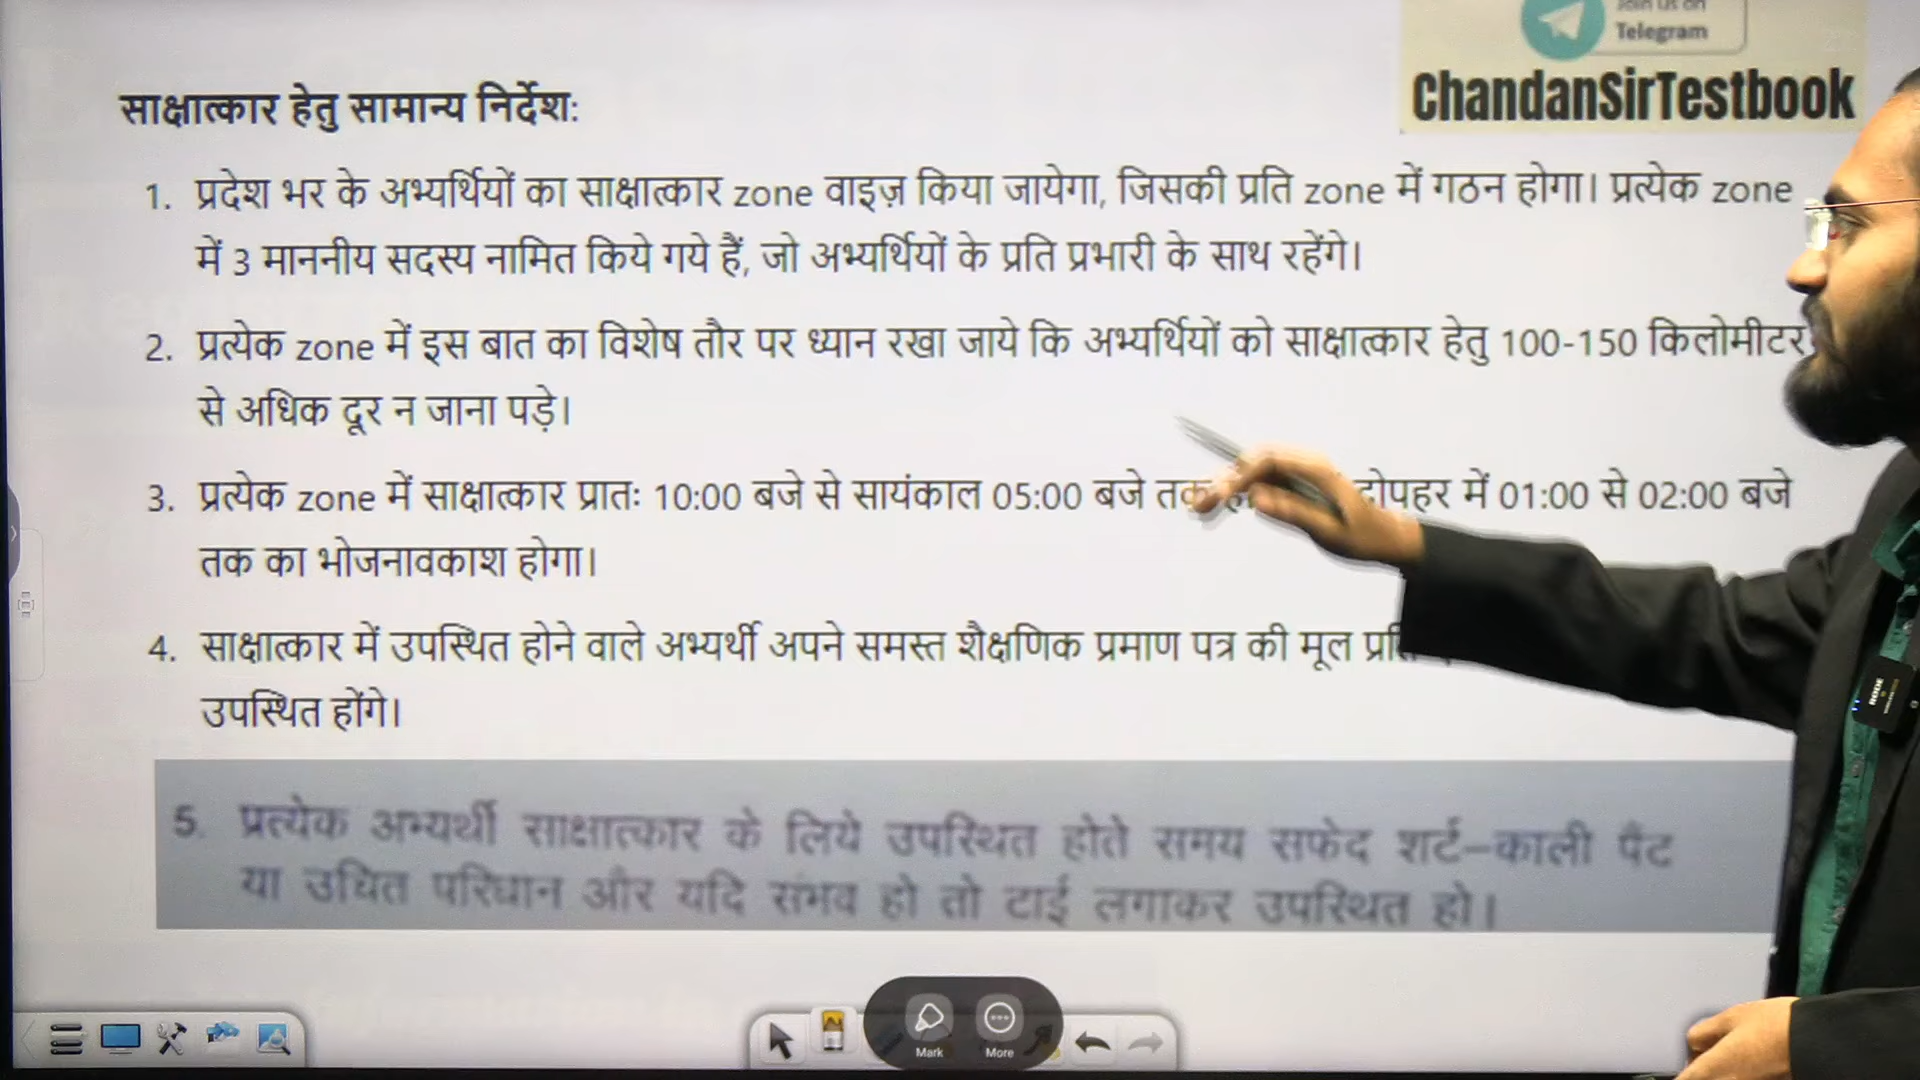 Join us on
Telegram
ChandanSirTestbook
साक्षात्कार हेतु सामान्य निर्देश:
1. प्रदेश भर के अभ्यर्थियों का साक्षात्कार zone वाइज़ किया जायेगा, जिसकी प्रति zone में गठन होगा। प्रत्येक zone
में 3 माननीय सदस्य नामित किये गये हैं, जो अभ्यर्थियों के प्रति प्रभारी के साथ रहेंगे।
2. प्रत्येक zone में इस बात का विशेष तौर पर ध्यान रखा जाये कि अभ्यर्थियों को साक्षात्कार हेतु 100-150 किलोमीटर
से अधिक दूर न जाना पड़े।
3. प्रत्येक zone में साक्षात्कार प्रातः 10:00 बजे से सायंकाल 05:00 बजे तक दोपहर में 01:00 से 02:00 बजे
तक का भोजनावकाश होगा।
4. साक्षात्कार में उपस्थित होने वाले अभ्यर्थी अपने समस्त शैक्षणिक प्रमाण पत्र की मूल
उपस्थित होंगे।
5. प्रत्येक अभ्यर्थी साक्षात्कार के लिये उपस्थित होते समय सफेद शर्ट–काली पैंट
या उचित परिधान और यदि संभव हो तो टाई लगाकर उपस्थित हो।
Mark More
RODE